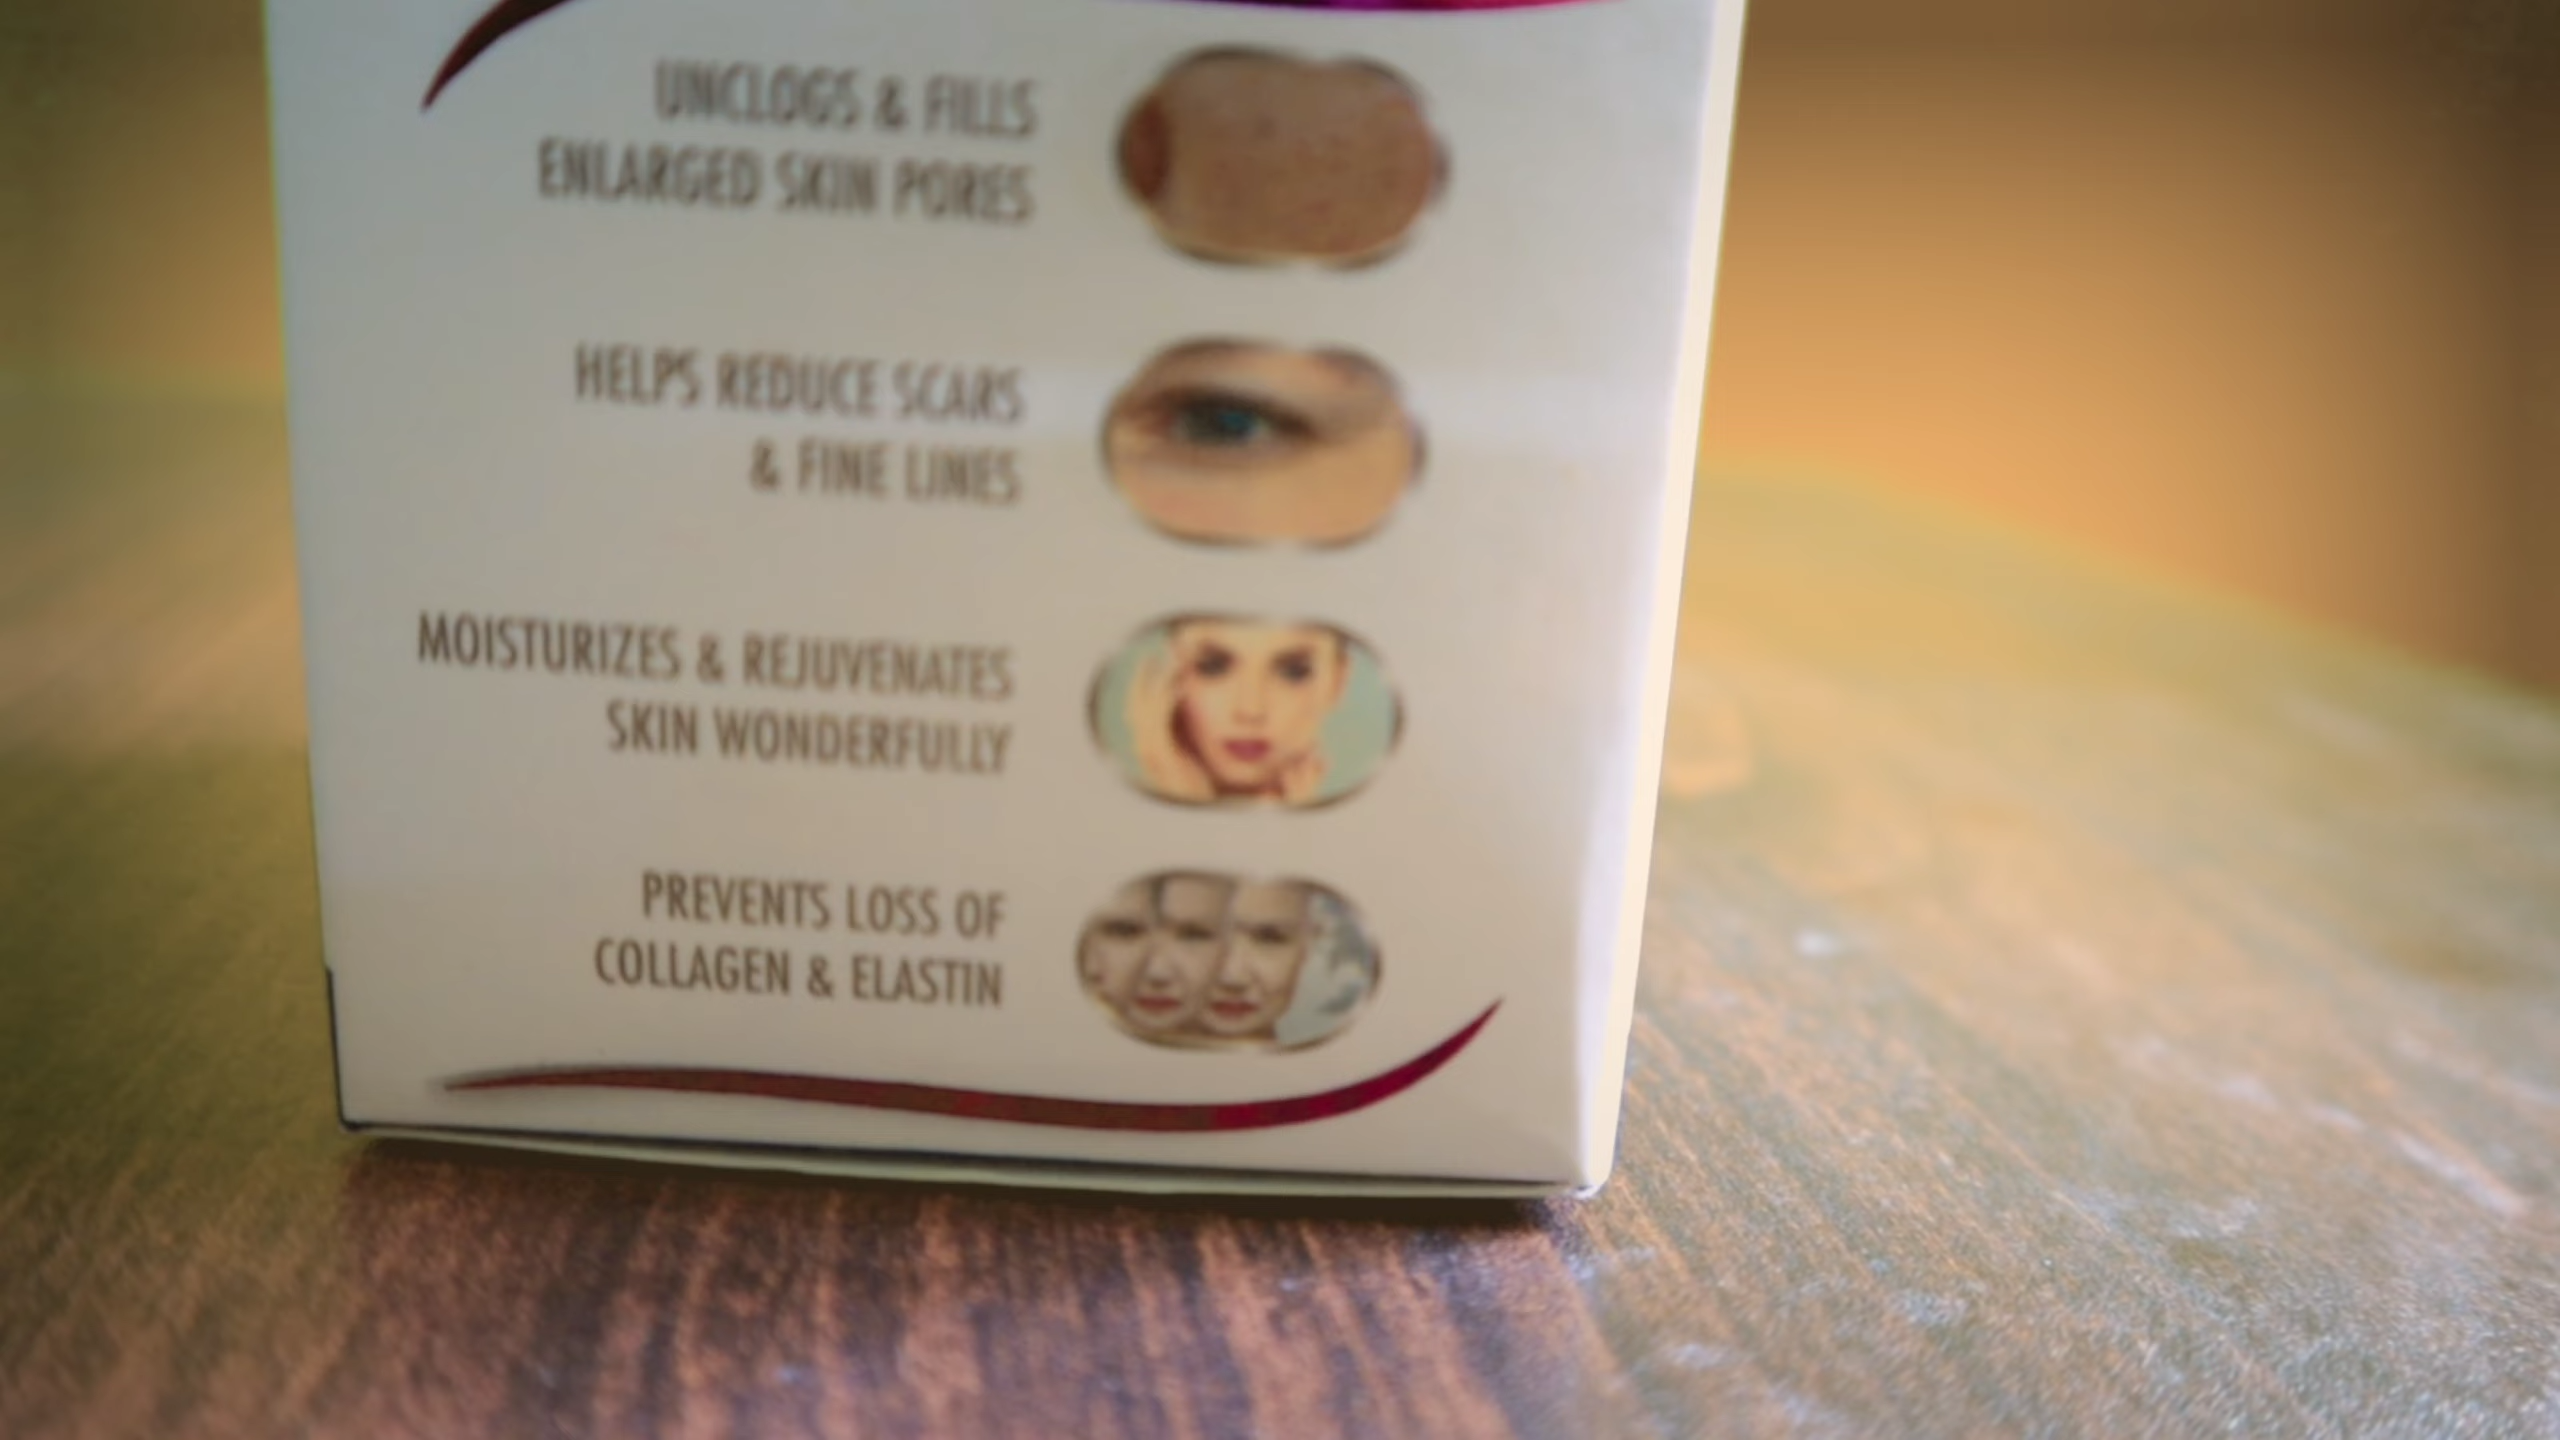 UNCLOGS & FILLS
ENLARGED SKIN PORES
HELPS REDUCE SCARS
& FINE LINES
MOISTURIZES & REJUVENATES
SKIN WONDERFULLY
PREVENTS LOSS OF
COLLAGEN & ELASTIN